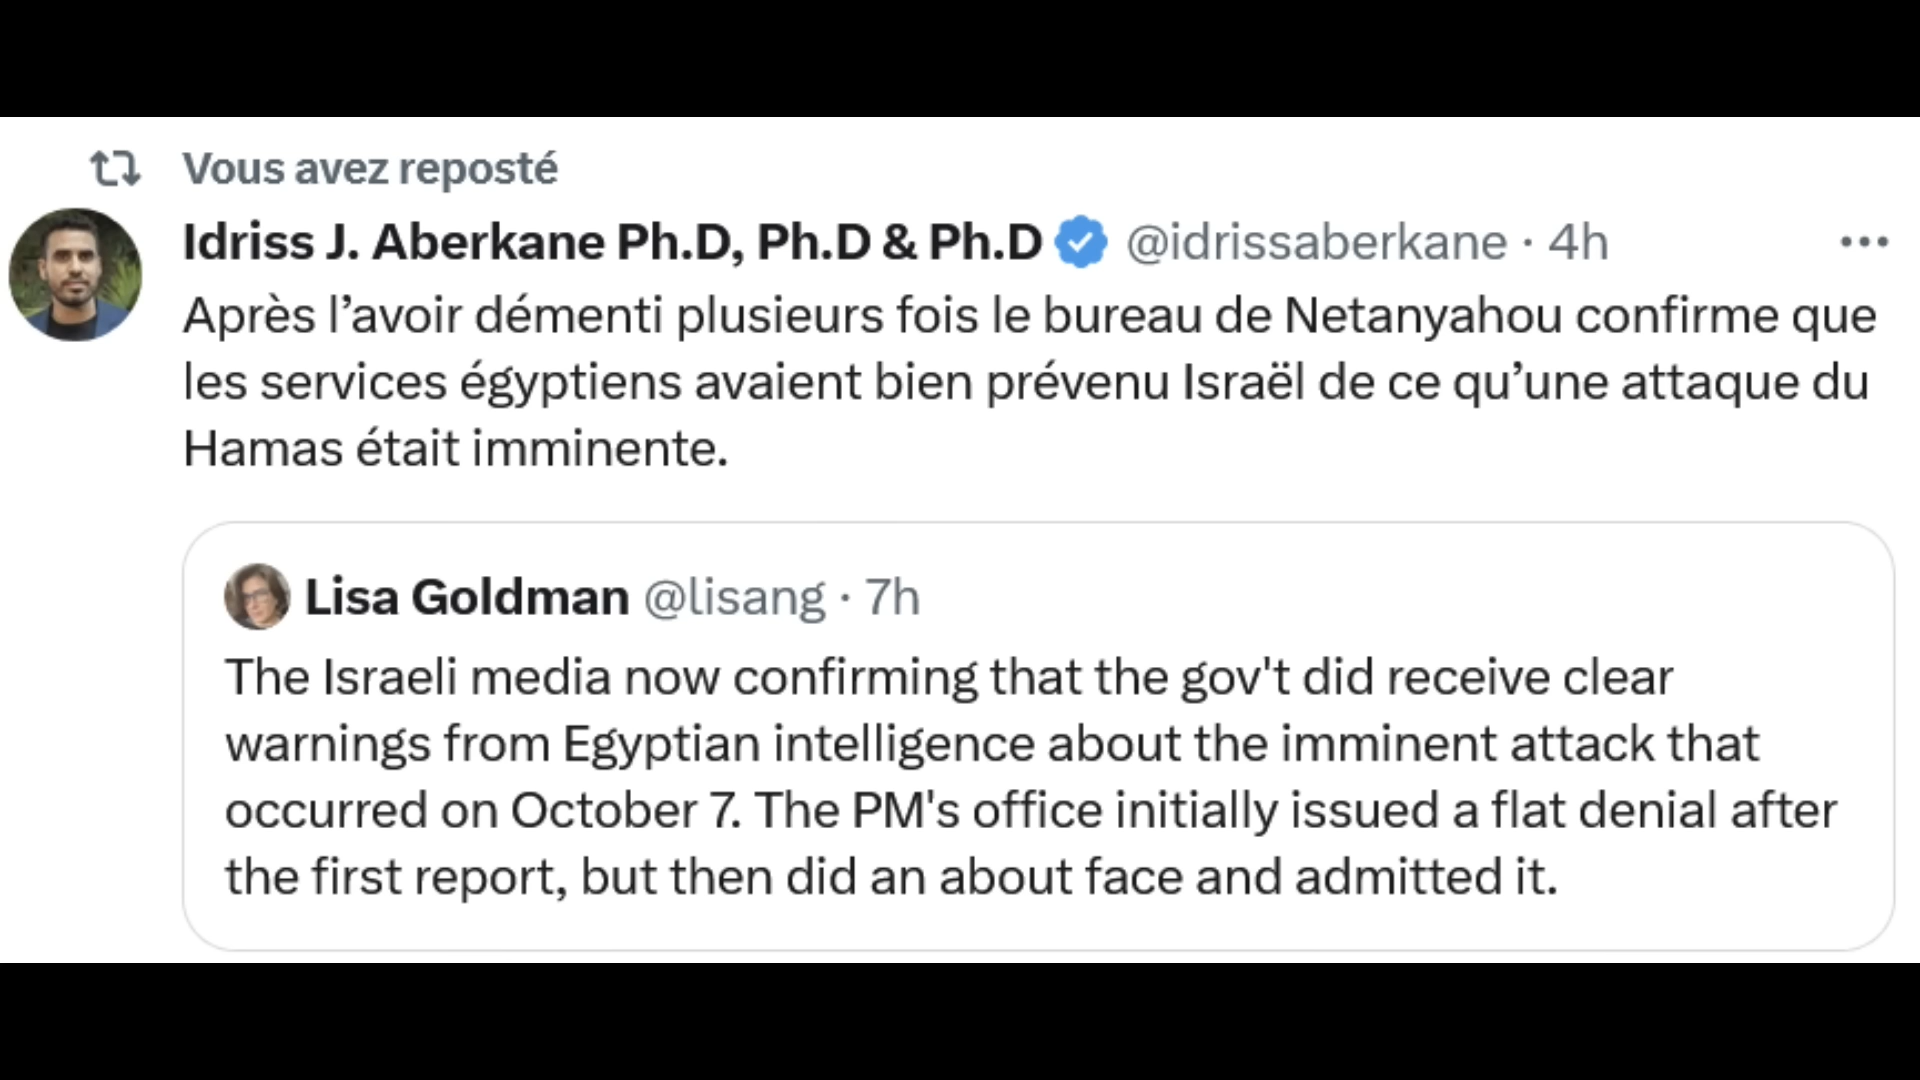 Vous avez reposté
Idriss J. Aberkane Ph.D, Ph.D & Ph.D @idrissaberkane · 4h
Après l’avoir démenti plusieurs fois le bureau de Netanyahou confirme que
les services égyptiens avaient bien prévenu Israël de ce qu’une attaque du
Hamas était imminente.
Lisa Goldman @lisang · 7h
The Israeli media now confirming that the gov't did receive clear
warnings from Egyptian intelligence about the imminent attack that
occurred on October 7. The PM's office initially issued a flat denial after
the first report, but then did an about face and admitted it.